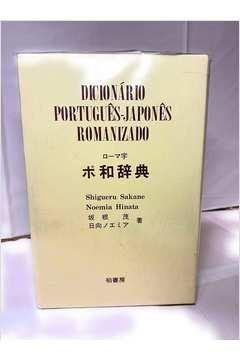 DICIONÁRIO
PORTUGUÊS-JAPONÊS
ROMANIZADO
ローマ字
ポ和辞典
Shigueru Sakane
Noemia Hinata
坂根 茂
日向ノエミア 著
柏書房